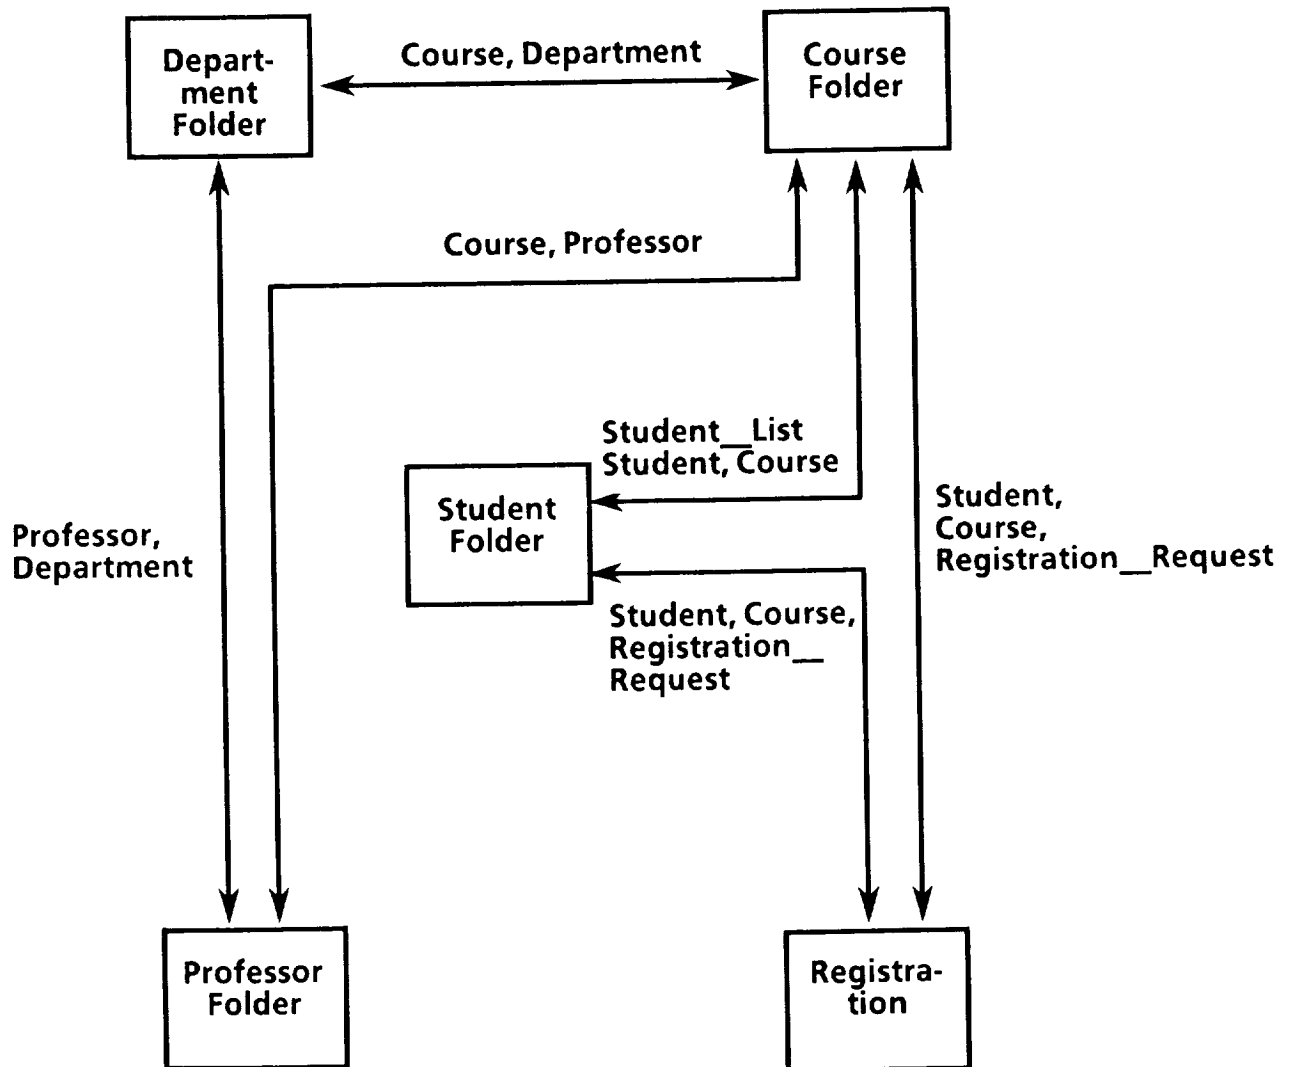 Depart-
ment
Folder
Course, Department
Course
Folder
Course, Professor
Student__List
Student, Course
Student
Folder
Professor,
Department
Student,
Course,
Registration__Request
Student, Course,
Registration__
Request
Professor
Folder
Registra-
tion